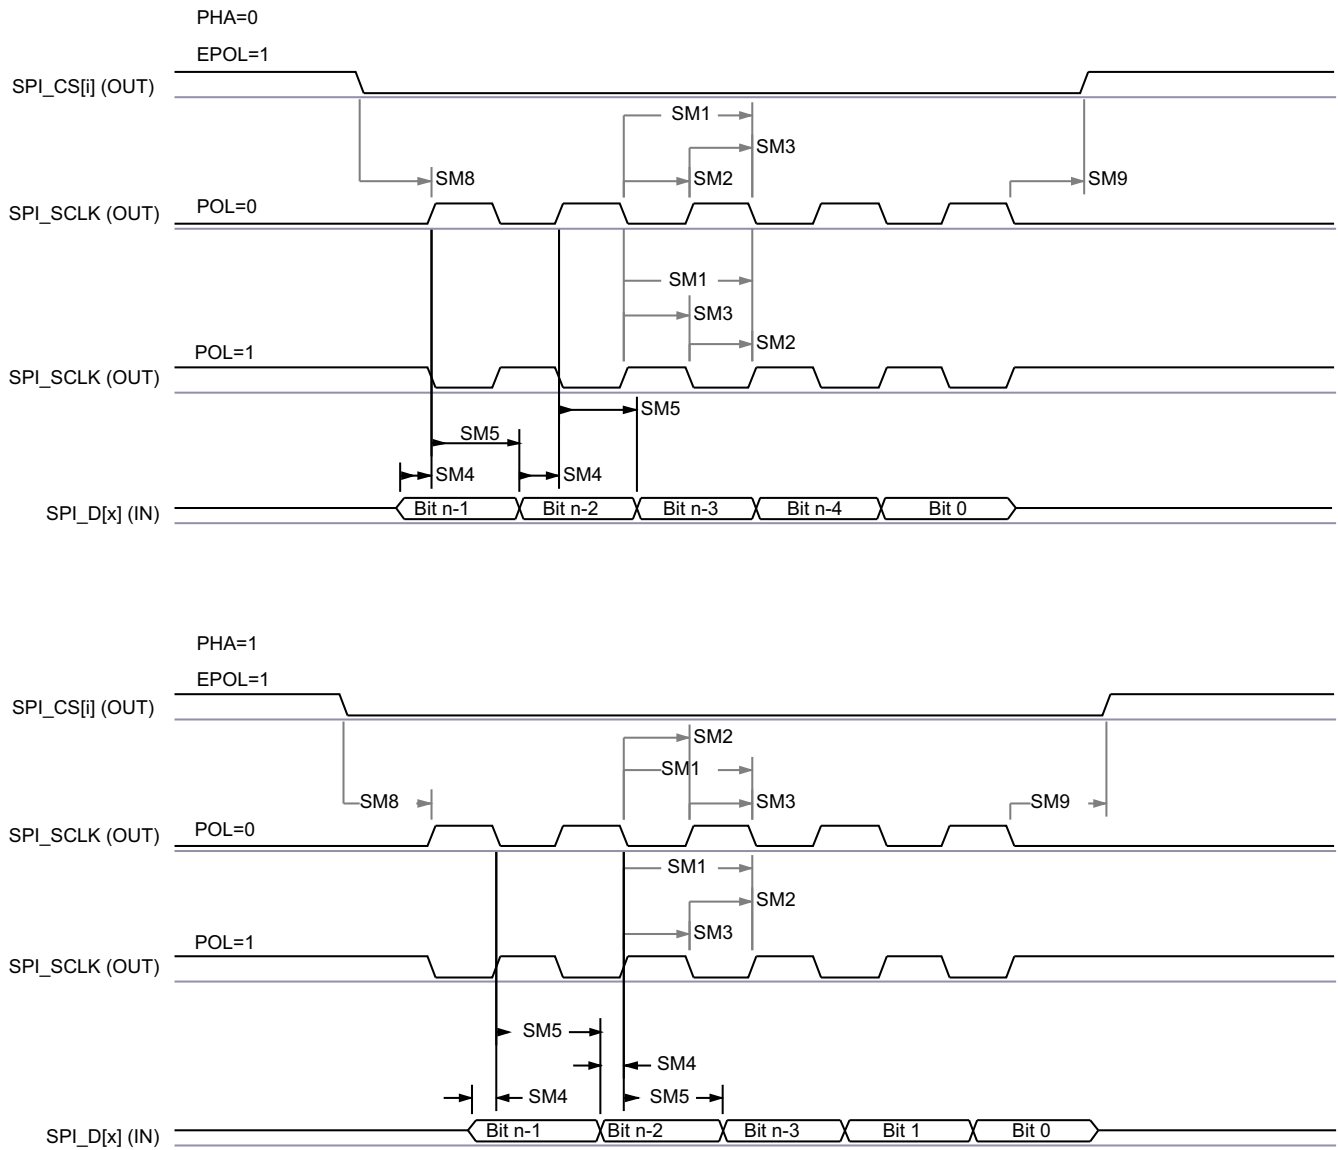 PHA=0
EPOL=1
SPI_CS[i] (OUT)
SM1
SM3
SM8
SM2
SM9
SPI_SCLK (OUT)
POL=0
SM1
SM3
SM2
POL=1
SPI_SCLK (OUT)
SM5
SM5
SM4
SM4
SPI_D[x] (IN)
Bit n-1
Bit n-2
Bit n-3
Bit n-4
Bit 0
PHA=1
EPOL=1
SPI_CS[i] (OUT)
SM2
SM1
SM8
SM3
SM9
SPI_SCLK (OUT)
POL=0
SM1
SM2
SM3
POL=1
SPI_SCLK (OUT)
SM5
SM4
SM4
SM5
SPI_D[x] (IN)
Bit n-1
Bit n-2
Bit n-3
Bit 1
Bit 0